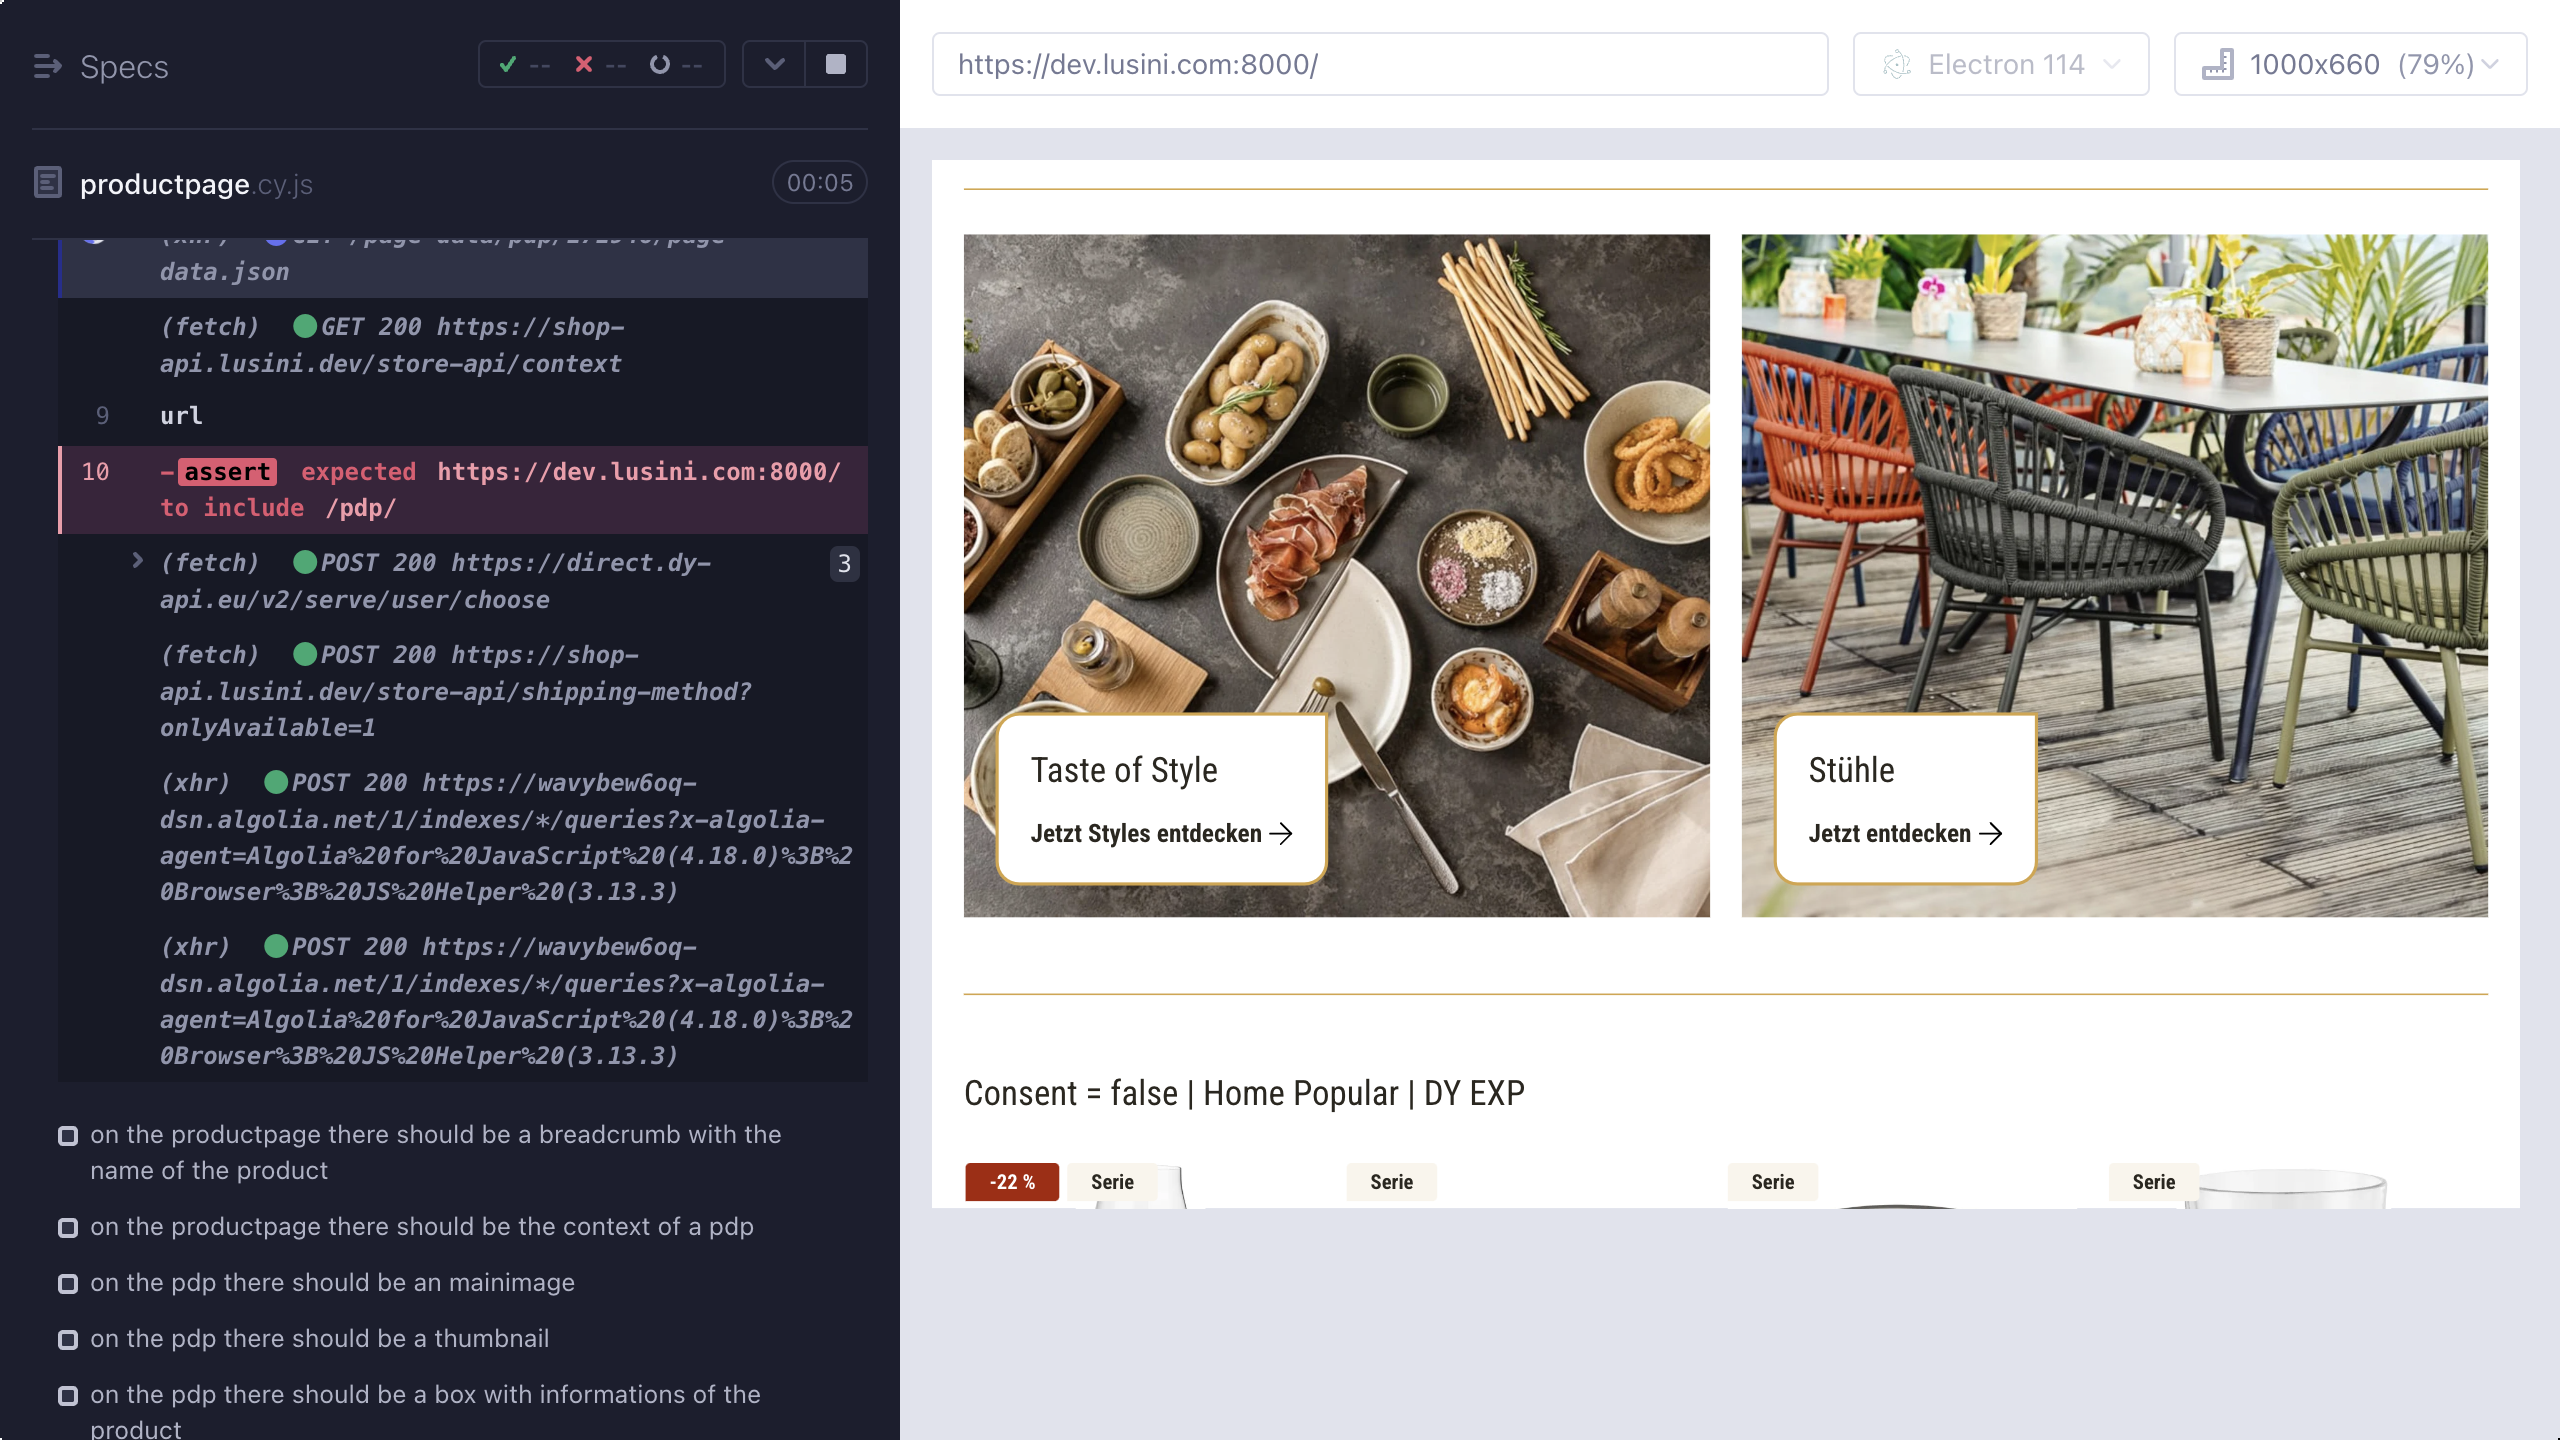 Specs
-- -- --
productpage.cy.js
00:05
data.json
(fetch) GET 200 https://shop-
api.lusini.dev/store-api/context
9 url
10 -assert expected https://dev.lusini.com:8000/
to include /pdp/
(fetch) POST 200 https://direct.dy-
api.eu/v2/serve/user/choose
3
(fetch) POST 200 https://shop-
api.lusini.dev/store-api/shipping-method?
onlyAvailable=1
(xhr) POST 200 https://wavybew6oq-
dsn.algolia.net/1/indexes/*/queries?x-algolia-
agent=Algolia%20for%20JavaScript%20(4.18.0)%3B%2
0Browser%3B%20JS%20Helper%20(3.13.3)
(xhr) POST 200 https://wavybew6oq-
dsn.algolia.net/1/indexes/*/queries?x-algolia-
agent=Algolia%20for%20JavaScript%20(4.18.0)%3B%2
0Browser%3B%20JS%20Helper%20(3.13.3)
on the productpage there should be a breadcrumb with the
name of the product
on the productpage there should be the context of a pdp
on the pdp there should be an mainimage
on the pdp there should be a thumbnail
on the pdp there should be a box with informations of the
product
https://dev.lusini.com:8000/
Electron 114
1000x660 (79%)
Taste of Style
Jetzt Styles entdecken
Stühle
Jetzt entdecken
Consent = false | Home Popular | DY EXP
-22 %
Serie
Serie
Serie
Serie